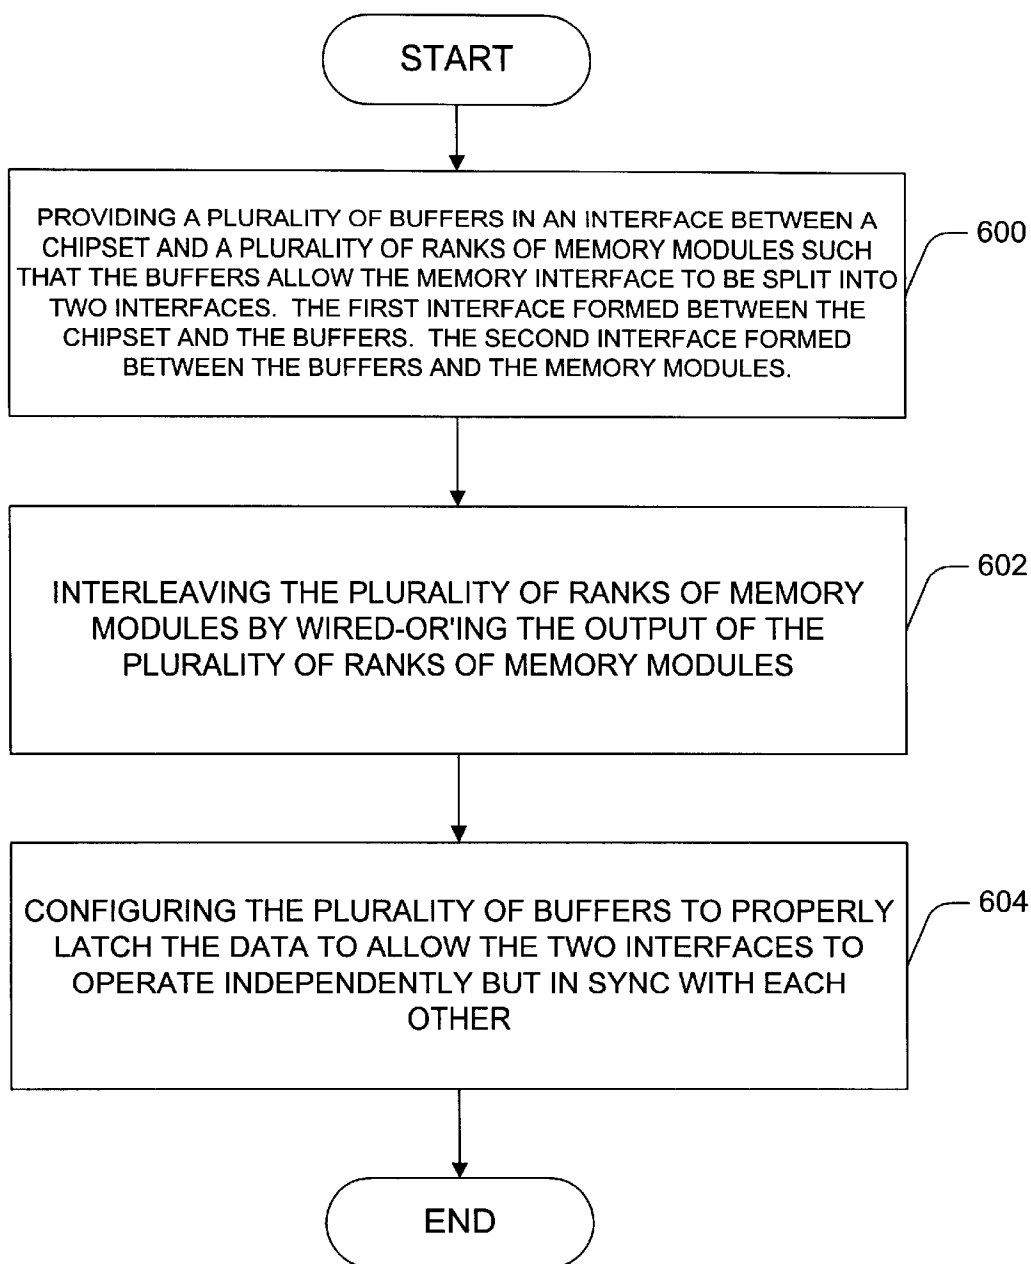 START
PROVIDING A PLURALITY OF BUFFERS IN AN INTERFACE BETWEEN A
CHIPSET AND A PLURALITY OF RANKS OF MEMORY MODULES SUCH
THAT THE BUFFERS ALLOW THE MEMORY INTERFACE TO BE SPLIT INTO
TWO INTERFACES. THE FIRST INTERFACE FORMED BETWEEN THE
CHIPSET AND THE BUFFERS. THE SECOND INTERFACE FORMED
BETWEEN THE BUFFERS AND THE MEMORY MODULES.
600
INTERLEAVING THE PLURALITY OF RANKS OF MEMORY
MODULES BY WIRED-OR'ING THE OUTPUT OF THE
PLURALITY OF RANKS OF MEMORY MODULES
602
CONFIGURING THE PLURALITY OF BUFFERS TO PROPERLY
LATCH THE DATA TO ALLOW THE TWO INTERFACES TO
OPERATE INDEPENDENTLY BUT IN SYNC WITH EACH
OTHER
604
END